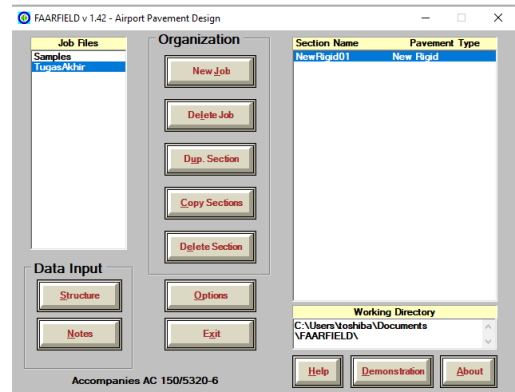 FAARFIELD v 1.42 - Airport Pavement Design
Job Files
Samples
TugasAkhir
Organization
New Job
Delete Job
Dup. Section
Copy Sections
Delete Section
Data Input
Structure
Notes
Options
Exit
Accompanies AC 150/5320-6
Section Name Pavement Type
NewRigid01 New Rigid
Working Directory
C:\Users\toshiba\Documents
\FAARFIELD\
Help
Demonstration
About